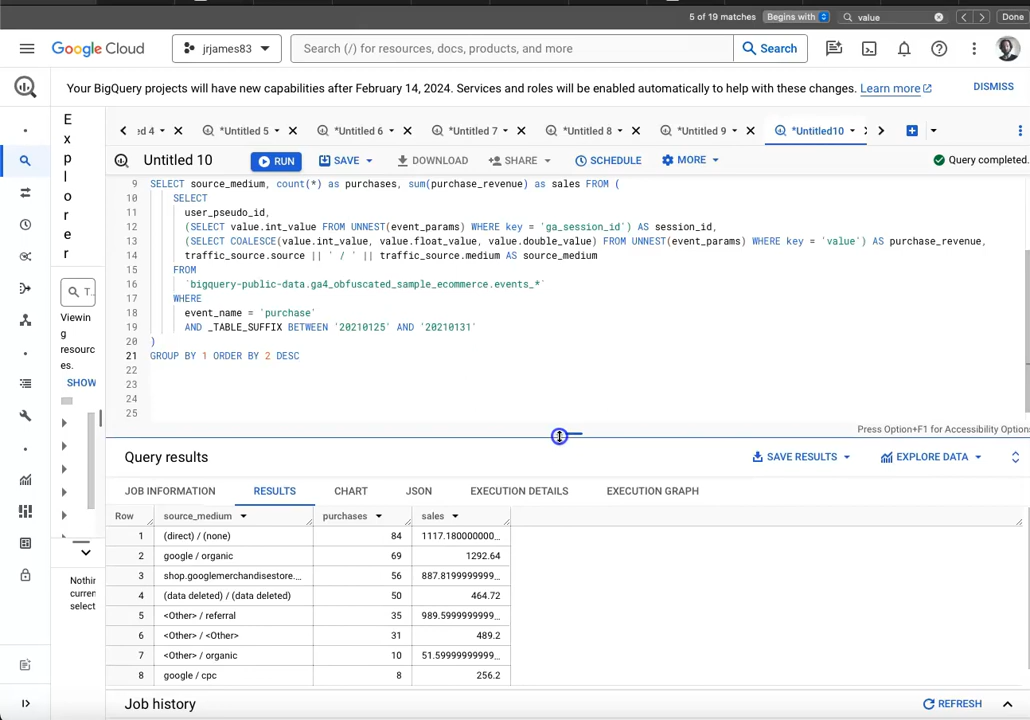 5 of 19 matches Begins with value Done
Google Cloud jrjames83 Search (/) for resources, docs, products, and more Search
Your BigQuery projects will have new capabilities after February 14, 2024. Services and roles will be enabled automatically to help with these changes. Learn more DISMISS
E
x
p
l
o
r
e
r
ed 4 *Untitled 5 *Untitled 6 *Untitled 7 *Untitled 8 *Untitled 9 *Untitled10
Untitled 10 RUN SAVE DOWNLOAD SHARE SCHEDULE MORE Query completed.
9 SELECT source_medium, count(*) as purchases, sum(purchase_revenue) as sales FROM (
10 SELECT
11 user_pseudo_id,
12 (SELECT value.int_value FROM UNNEST(event_params) WHERE key = 'ga_session_id') AS session_id,
13 (SELECT COALESCE(value.int_value, value.float_value, value.double_value) FROM UNNEST(event_params) WHERE key = 'value') AS purchase_revenue,
14 traffic_source.source || ' / ' || traffic_source.medium AS source_medium
15 FROM
16 `bigquery-public-data.ga4_obfuscated_sample_ecommerce.events_*`
17 WHERE
18 event_name = 'purchase'
19 AND _TABLE_SUFFIX BETWEEN '20210125' AND '20210131'
20 )
21 GROUP BY 1 ORDER BY 2 DESC
22
23
24
25
T..
Viewin
g
resourc
es.
SHOW
Nothin
curren
select
Press Option+F1 for Accessibility Options
Query results SAVE RESULTS EXPLORE DATA
JOB INFORMATION RESULTS CHART JSON EXECUTION DETAILS EXECUTION GRAPH
Row source_medium purchases sales
1 (direct) / (none) 84 1117.180000000...
2 google / organic 69 1292.64
3 shop.googlemerchandisestore.... 56 887.8199999999...
4 (data deleted) / (data deleted) 50 464.72
5 <Other> / referral 35 989.5999999999...
6 <Other> / <Other> 31 489.2
7 <Other> / organic 10 51.59999999999...
8 google / cpc 8 256.2
Job history REFRESH